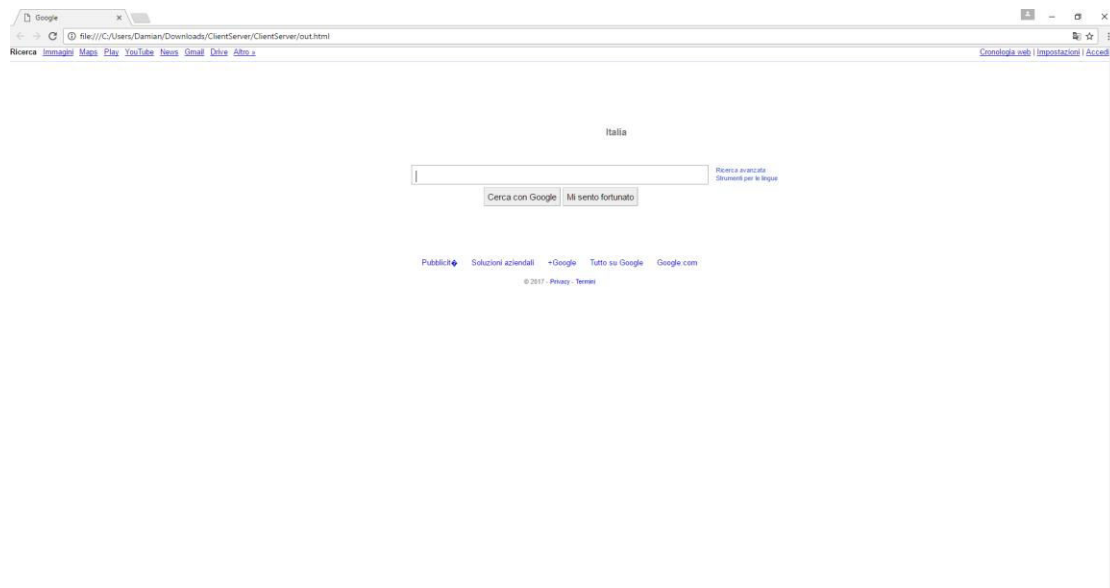 Google
file:///C:/Users/Damian/Downloads/ClientServer/ClientServer/out.html
Ricerca Immagini Maps Play YouTube News Gmail Drive Altro » Cronologia web | Impostazioni | Accedi
Italia
Ricerca avanzata
Strumenti per le lingue
Cerca con Google Mi sento fortunato
Pubblicit� Soluzioni aziendali +Google Tutto su Google Google.com
© 2017 - Privacy - Termini